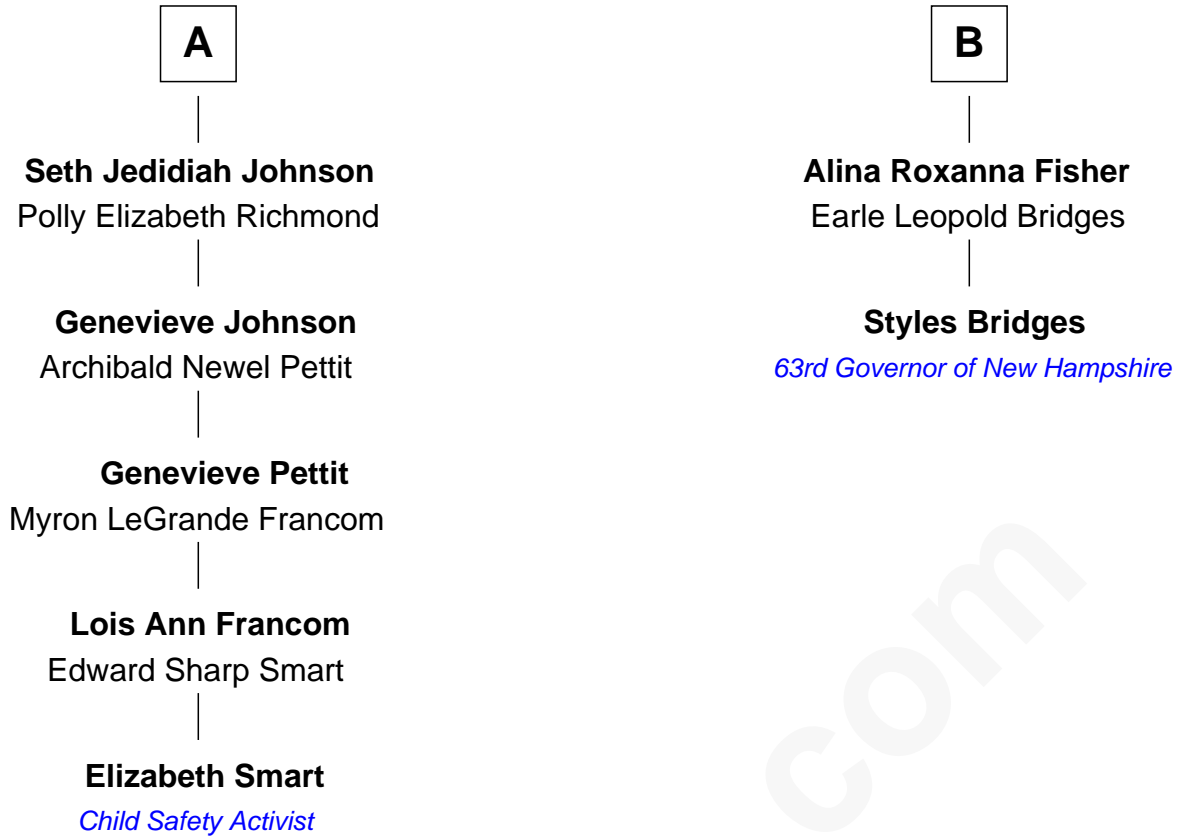 A
Seth Jedidiah Johnson
Polly Elizabeth Richmond
Genevieve Johnson
Archibald Newel Pettit
Genevieve Pettit
Myron LeGrande Francom
Lois Ann Francom
Edward Sharp Smart
Elizabeth Smart
Child Safety Activist
B
Alina Roxanna Fisher
Earle Leopold Bridges
Styles Bridges
63rd Governor of New Hampshire
com